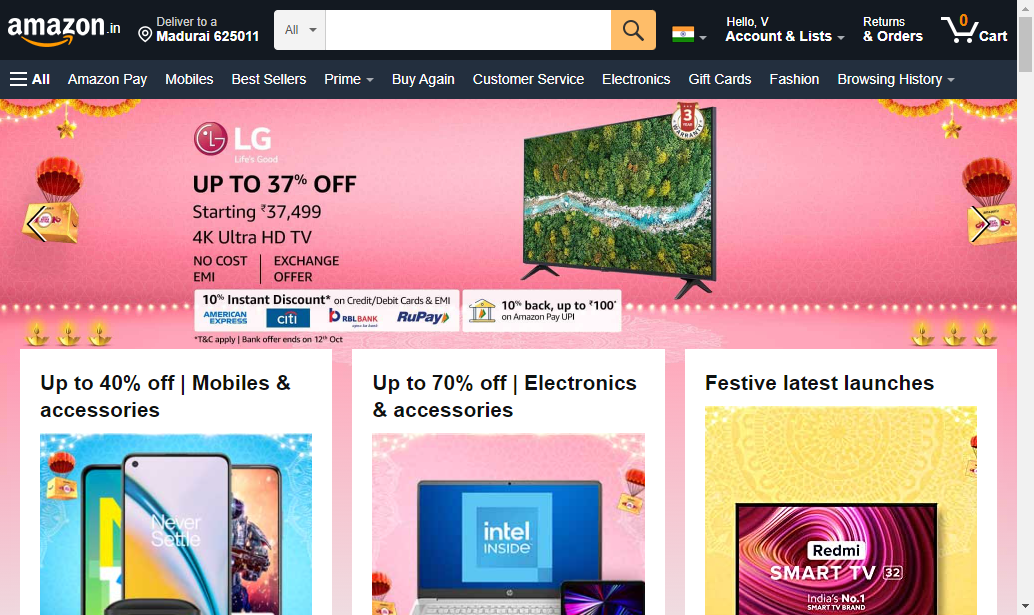 amazon.in
Deliver to a
Madurai 625011
All
Hello, V
Account & Lists
Returns
& Orders
0
Cart
All Amazon Pay Mobiles Best Sellers Prime Buy Again Customer Service Electronics Gift Cards Fashion Browsing History
LG
Life's Good
UP TO 37% OFF
Starting ₹37,499
4K Ultra HD TV
NO COST EMI
EXCHANGE OFFER
3
YEAR
WARRANTY
10% Instant Discount* on Credit/Debit Cards & EMI
AMERICAN EXPRESS
citi
RBLBANK
RuPay
10% back, up to ₹100*
on Amazon Pay UPI
*T&C apply | Bank offer ends on 12th Oct
Up to 40% off | Mobiles &
accessories
Never
Settle
Up to 70% off | Electronics
& accessories
intel
INSIDE
Festive latest launches
Redmi
SMART TV 32
India's No.1
SMART TV BRAND